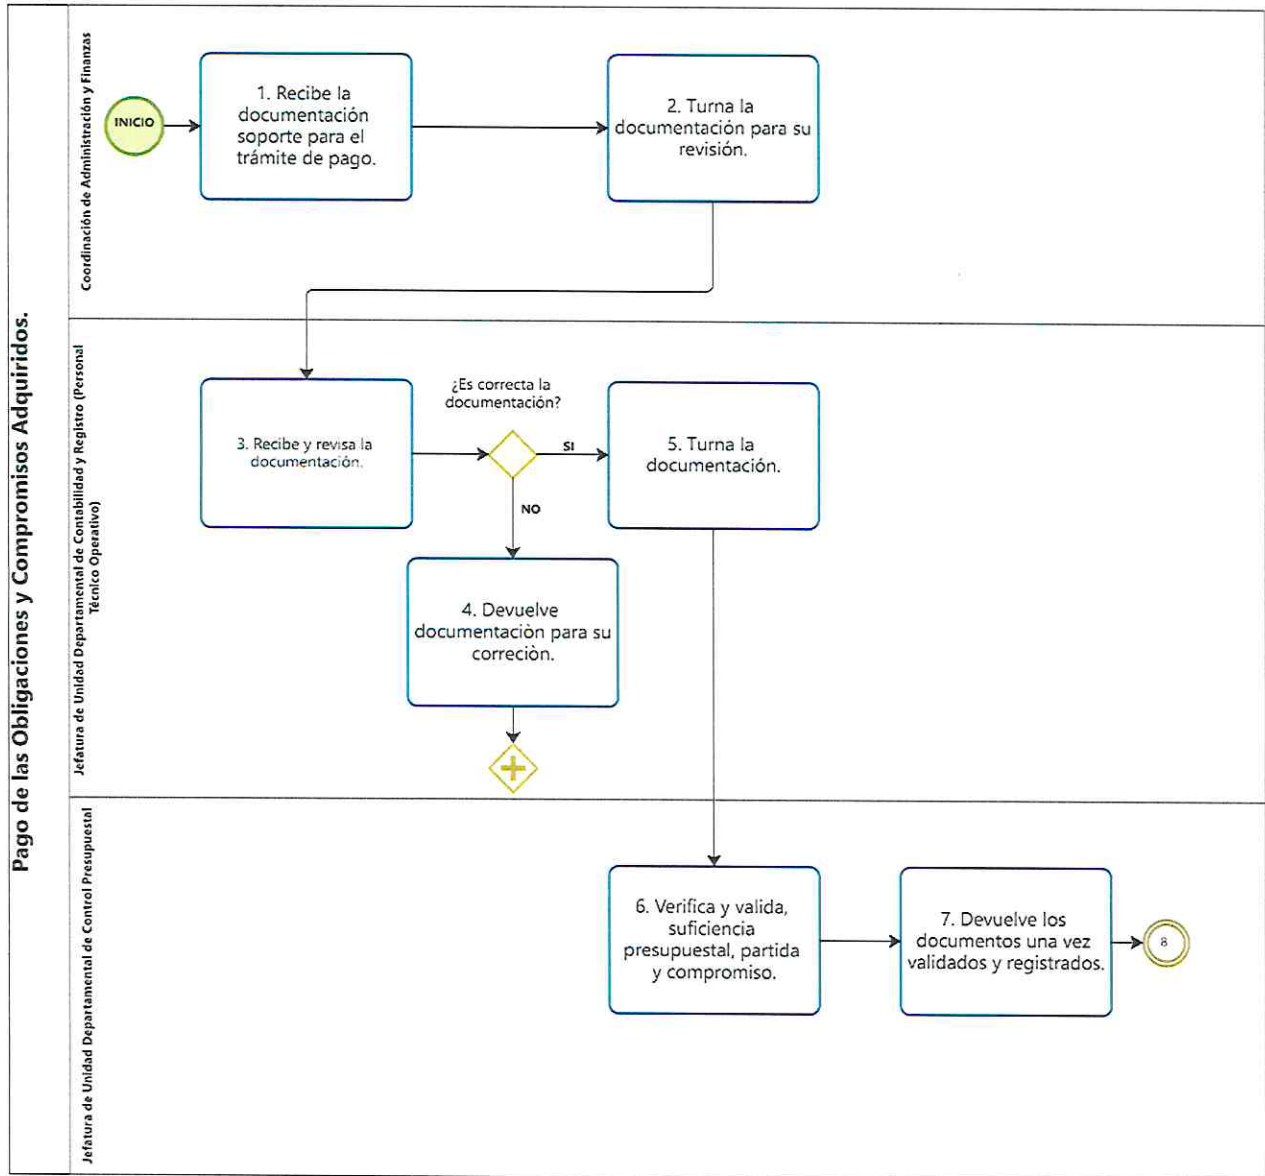 Pago de las Obligaciones y Compromisos Adquiridos.
Coordinación de Administración y Finanzas
INICIO
1. Recibe la
documentación
soporte para el
trámite de pago.
2. Turna la
documentación para su
revisión.
Jefatura de Unidad Departamental de Contabilidad y Registro (Personal
Técnico Operativo)
3. Recibe y revisa la
documentación.
¿Es correcta la
documentación?
SI
NO
5. Turna la
documentación.
4. Devuelve
documentaciòn para su
correciòn.
Jefatura de Unidad Departamental de Control Presupuestal
6. Verifica y valida,
suficiencia
presupuestal, partida
y compromiso.
7. Devuelve los
documentos una vez
validados y registrados.
8